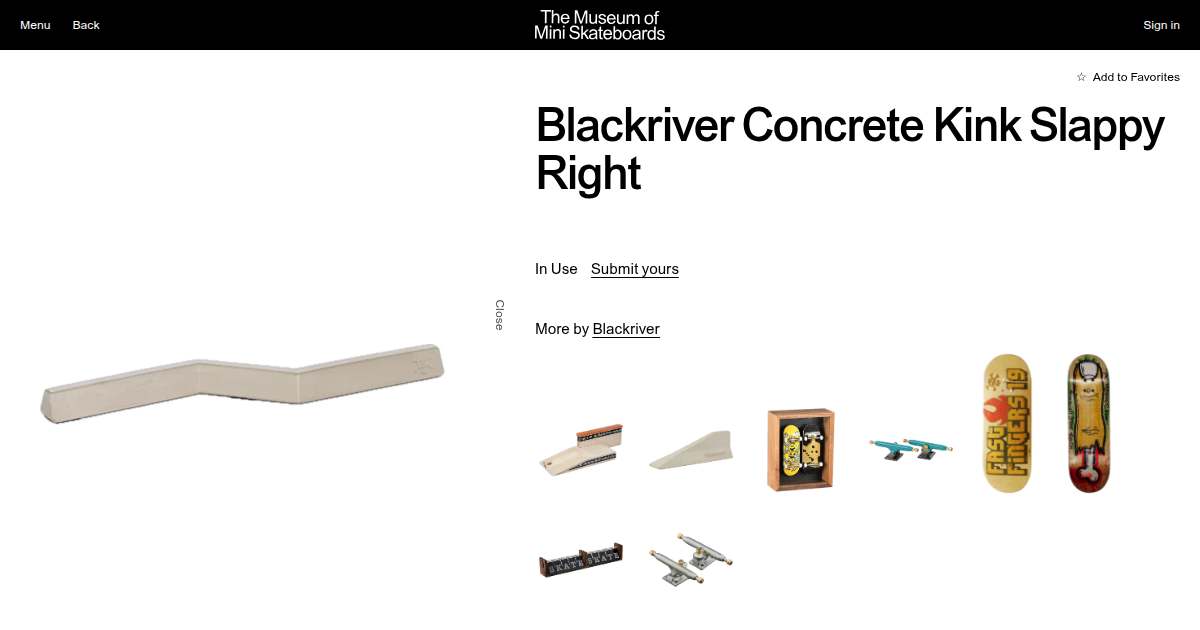 Menu
Back
The Museum of
Mini Skateboards
Sign in
☆ Add to Favorites
Blackriver Concrete Kink Slappy
Right
In Use
Submit yours
Close
More by Blackriver
FAST
FINGERS 19
SKATE SKATE